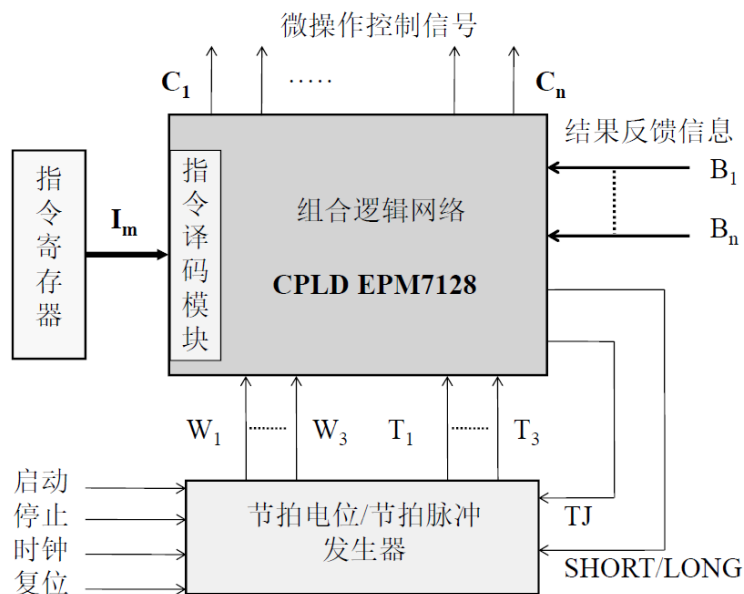 微操作控制信号
C1 ..... Cn
结果反馈信息
指令寄存器
Im
指令译码模块
组合逻辑网络
CPLD EPM7128
B1
Bn
W1 W3 T1 T3
启动
停止
时钟
复位
节拍电位/节拍脉冲
发生器
TJ
SHORT/LONG